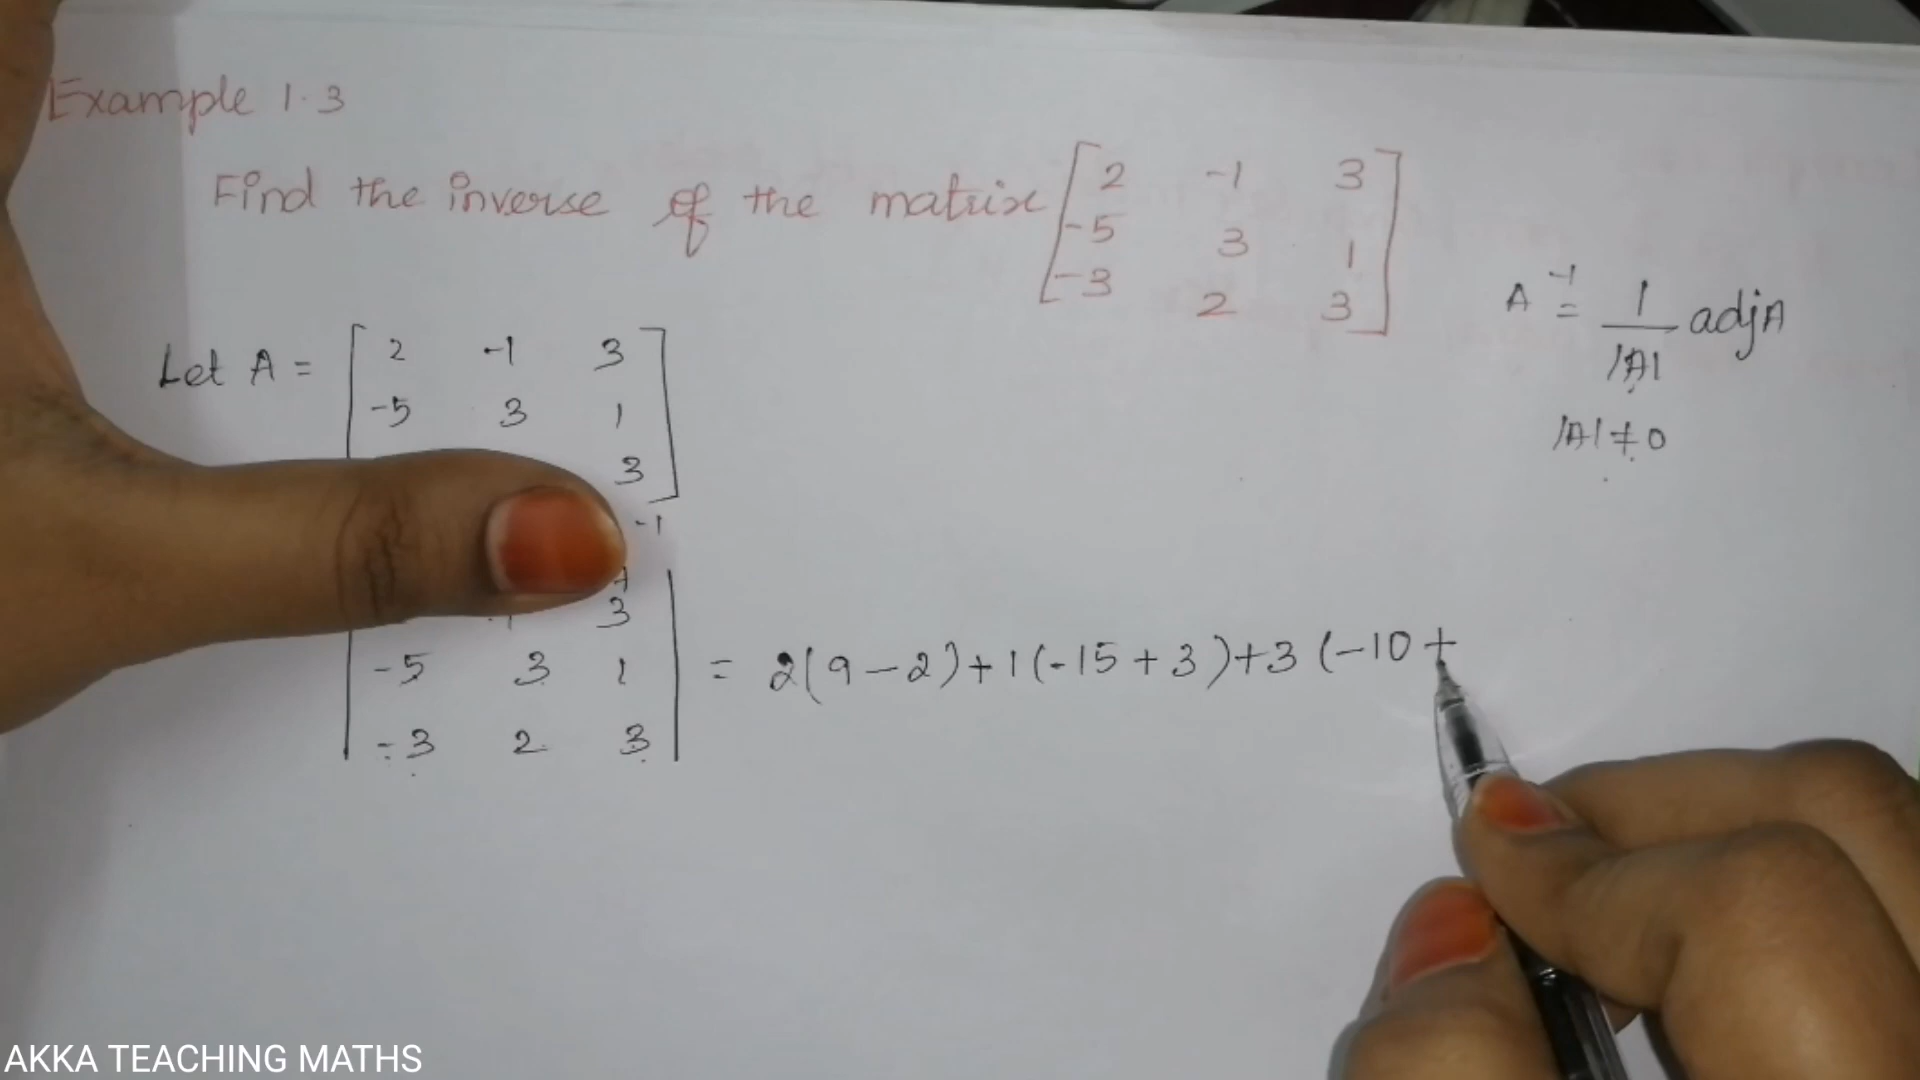 Example 1.3
Find the inverse of the matrix [2 -1 3
-5 3 1
-3 2 3]
A⁻¹ = 1/|A| adjA
|A| ≠ 0
Let A = [2 -1 3
-5 3 1
3]
-1
3
-5 3 1
-3 2 3 | = 2(9-2)+1(-15+3)+3(-10+
AKKA TEACHING MATHS